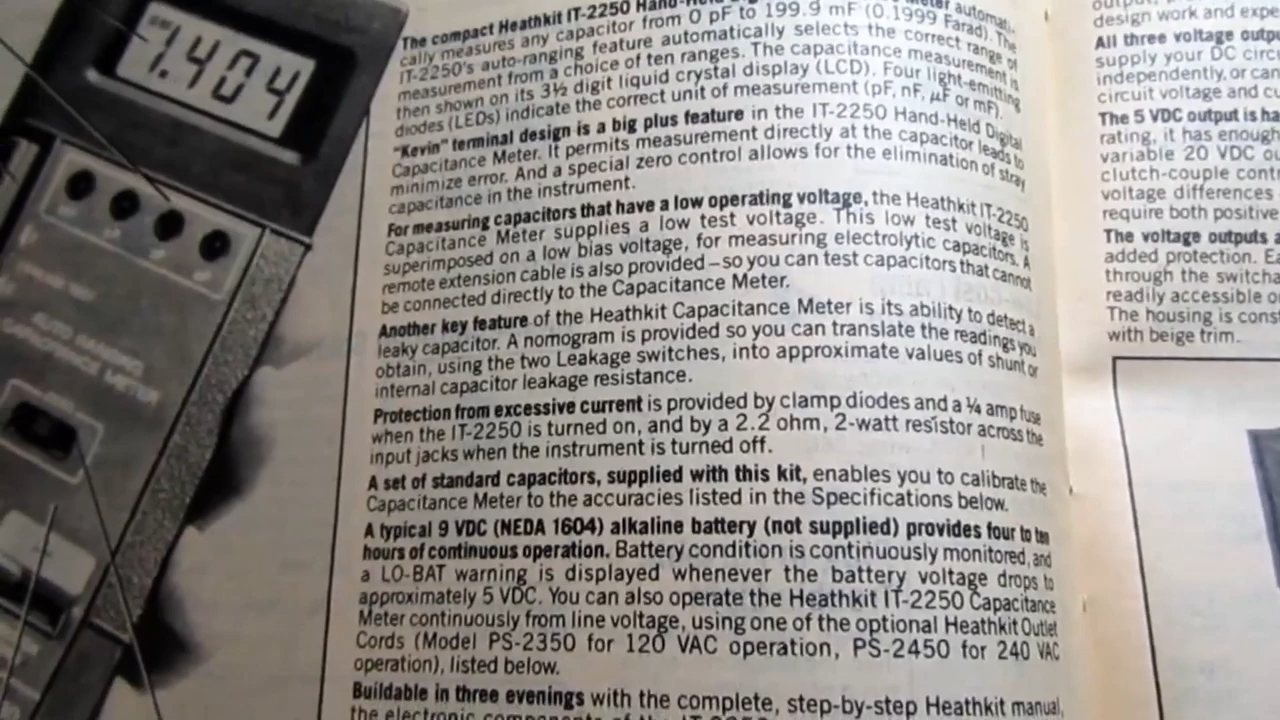 -1.404
AUTO RANGING
CAPACITANCE METER
The compact Heathkit IT-2250 Hand-Held Meter automati-
cally measures any capacitor from 0 pF to 199.9 mF (0.1999 Farad). The
IT-2250's auto-ranging feature automatically selects the correct range of
measurement from a choice of ten ranges. The capacitance measurement is
then shown on its 3½ digit liquid crystal display (LCD). Four light-emitting
diodes (LEDs) indicate the correct unit of measurement (pF, nF, μF or mF).
"Kevin" terminal design is a big plus feature in the IT-2250 Hand-Held Digital
Capacitance Meter. It permits measurement directly at the capacitor leads to
minimize error. And a special zero control allows for the elimination of stray
capacitance in the instrument.
For measuring capacitors that have a low operating voltage, the Heathkit IT-2250
Capacitance Meter supplies a low test voltage. This low test voltage is
superimposed on a low bias voltage, for measuring electrolytic capacitors. A
remote extension cable is also provided – so you can test capacitors that cannot
be connected directly to the Capacitance Meter.
Another key feature of the Heathkit Capacitance Meter is its ability to detect a
leaky capacitor. A nomogram is provided so you can translate the readings you
obtain, using the two Leakage switches, into approximate values of shunt or
internal capacitor leakage resistance.
Protection from excessive current is provided by clamp diodes and a ¼ amp fuse
when the IT-2250 is turned on, and by a 2.2 ohm, 2-watt resistor across the
input jacks when the instrument is turned off.
A set of standard capacitors, supplied with this kit, enables you to calibrate the
Capacitance Meter to the accuracies listed in the Specifications below.
A typical 9 VDC (NEDA 1604) alkaline battery (not supplied) provides four to ten
hours of continuous operation. Battery condition is continuously monitored, and
a LO-BAT warning is displayed whenever the battery voltage drops to
approximately 5 VDC. You can also operate the Heathkit IT-2250 Capacitance
Meter continuously from line voltage, using one of the optional Heathkit Outlet
Cords (Model PS-2350 for 120 VAC operation, PS-2450 for 240 VAC
operation), listed below.
Buildable in three evenings with the complete, step-by-step Heathkit manual,
the electronic components of the IT-2250
output,
design work and expe
All three voltage outpu
supply your DC circ
independently, or can
circuit voltage and cu
The 5 VDC output is ha
rating, it has enough
variable 20 VDC ou
clutch-couple contr
voltage differences
require both positive
The voltage outputs a
added protection. Ea
through the switcha
readily accessible o
The housing is const
with beige trim.